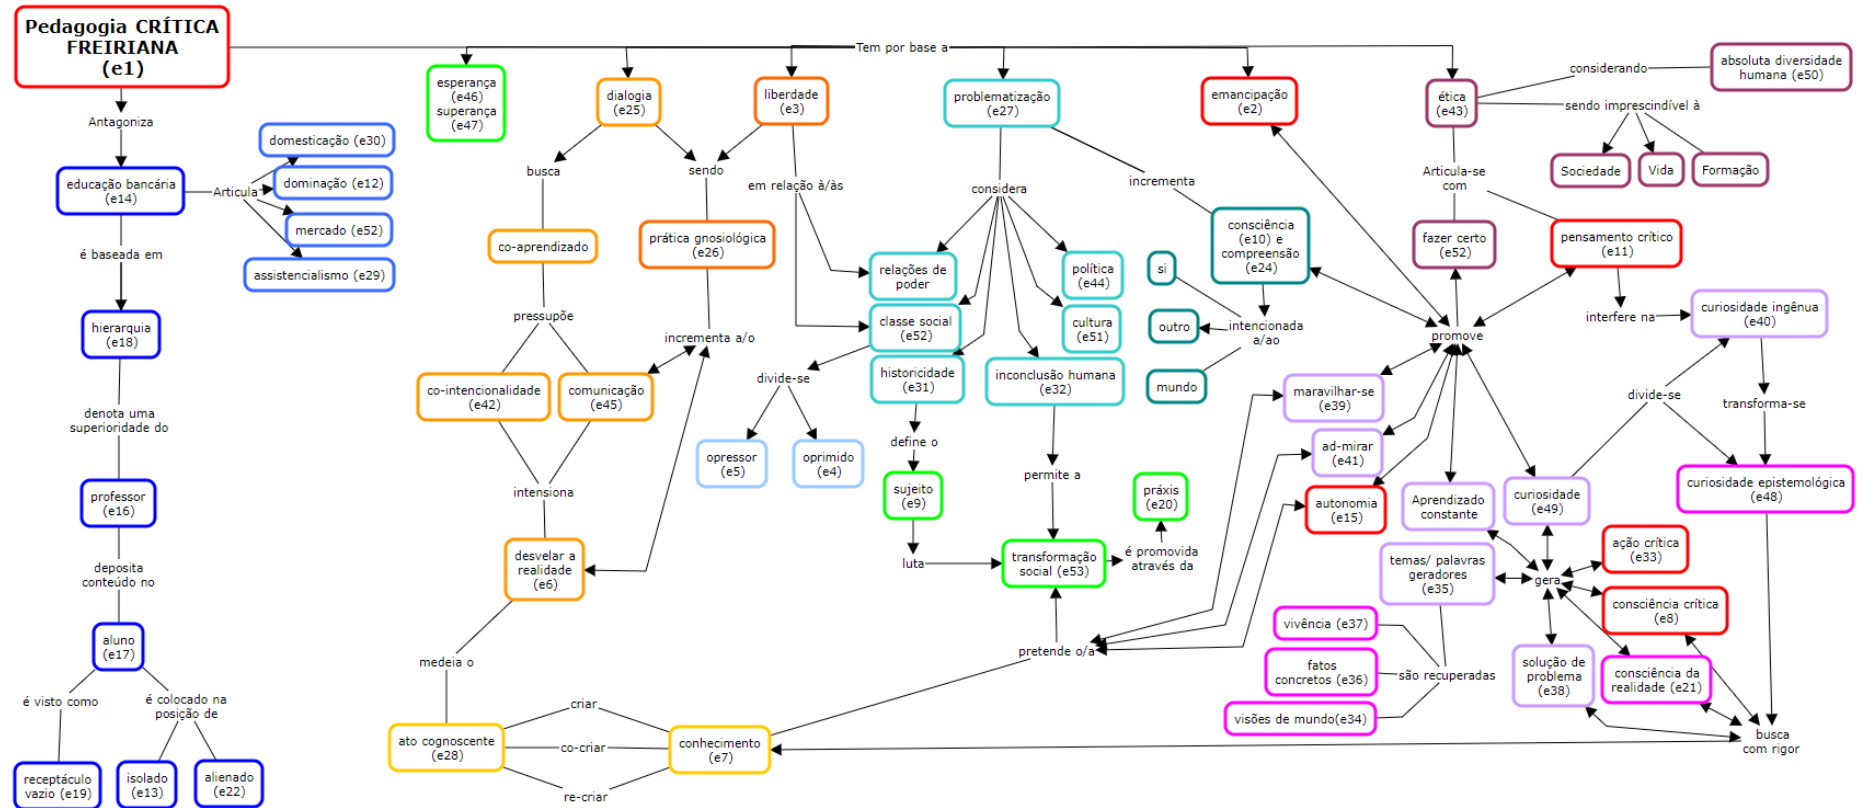 Pedagogia CRÍTICA
FREIRIANA
(e1)
Tem por base a
esperança
(e46)
superança
(e47)
dialogia
(e25)
liberdade
(e3)
problematização
(e27)
emancipação
(e2)
ética
(e43)
considerando
absoluta diversidade
humana (e50)
sendo imprescindível à
Sociedade
Vida
Formação
Antagoniza
educação bancária
(e14)
Articula
domesticação (e30)
dominação (e12)
mercado (e52)
assistencialismo (e29)
é baseada em
hierarquia
(e18)
denota uma
superioridade do
professor
(e16)
deposita
conteúdo no
aluno
(e17)
é visto como
é colocado na
posição de
receptáculo
vazio (e19)
isolado
(e13)
alienado
(e22)
busca
sendo
em relação à/às
co-aprendizado
prática gnosiológica
(e26)
pressupõe
incrementa a/o
co-intencionalidade
(e42)
comunicação
(e45)
intensiona
desvelar a
realidade
(e6)
medeia o
ato cognoscente
(e28)
criar
co-criar
re-criar
conhecimento
(e7)
considera
incrementa
relações de
poder
classe social
(e52)
historicidade
(e31)
inconclusão humana
(e32)
política
(e44)
cultura
(e51)
divide-se
opressor
(e5)
oprimido
(e4)
define o
sujeito
(e9)
luta
permite a
transformação
social (e53)
é promovida
através da
práxis
(e20)
pretende o/a
consciência
(e10) e
compreensão
(e24)
intencionada
a/ao
si
outro
mundo
Articula-se
com
fazer certo
(e52)
pensamento crítico
(e11)
interfere na
curiosidade ingênua
(e40)
promove
maravilhar-se
(e39)
ad-mirar
(e41)
autonomia
(e15)
Aprendizado
constante
curiosidade
(e49)
divide-se
transforma-se
curiosidade epistemológica
(e48)
temas/ palavras
geradores
(e35)
gera
ação crítica
(e33)
consciência crítica
(e8)
consciência da
realidade (e21)
solução de
problema
(e38)
são recuperadas
vivência (e37)
fatos
concretos (e36)
visões de mundo(e34)
busca
com rigor